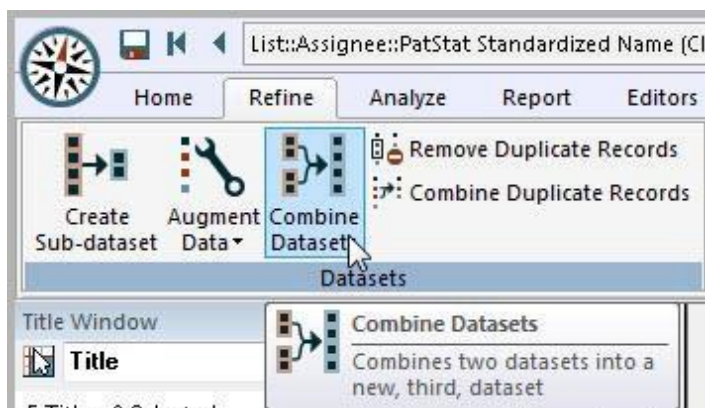 List::Assignee::PatStat Standardized Name (Cl
Home Refine Analyze Report Editors
Remove Duplicate Records
Combine Duplicate Records
Create Sub-dataset
Augment Data
Combine Dataset
Datasets
Title Window
Combine Datasets
Title
Combines two datasets into a
new, third, dataset